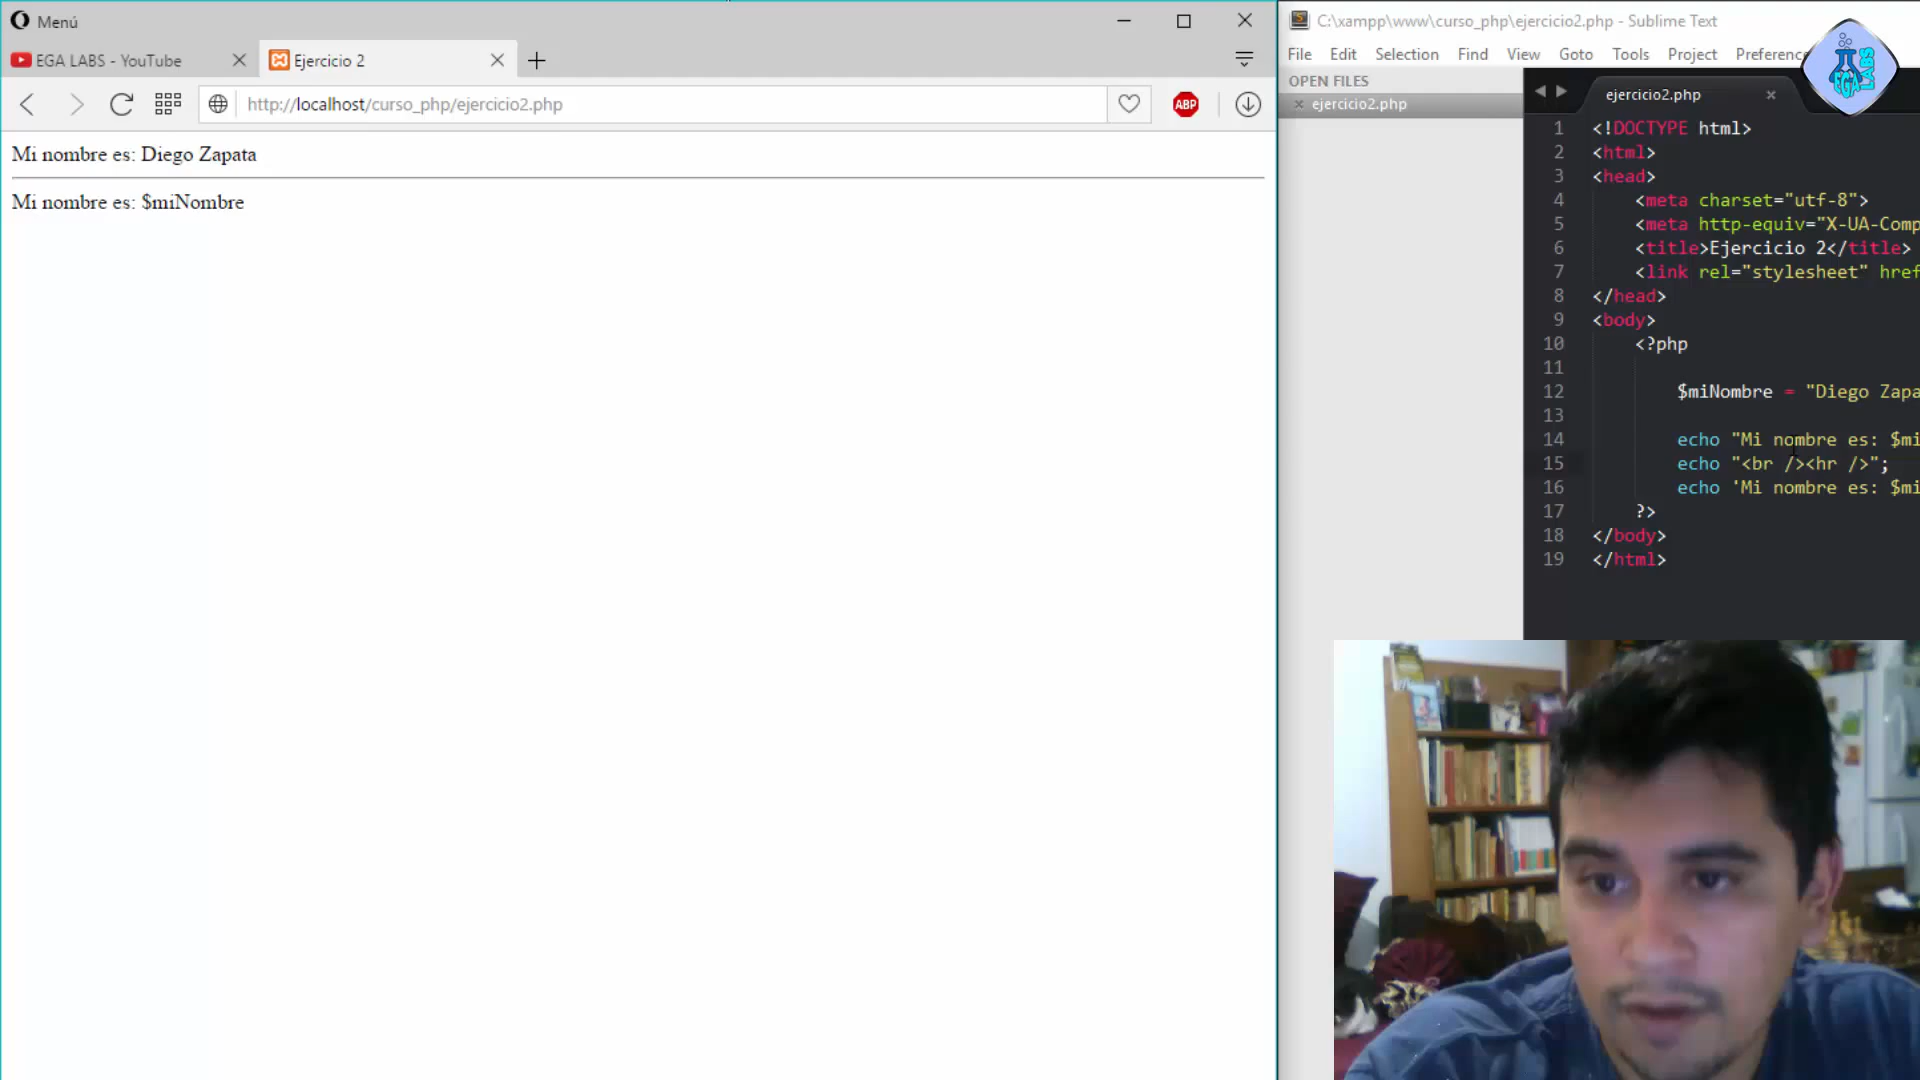 Menú
EGA LABS - YouTube
Ejercicio 2
http://localhost/curso_php/ejercicio2.php
ABP
Mi nombre es: Diego Zapata
Mi nombre es: $miNombre
C:\xampp\www\curso_php\ejercicio2.php - Sublime Text
File Edit Selection Find View Goto Tools Project Preferenc
EGA LABS
OPEN FILES
ejercicio2.php
ejercicio2.php
1 <!DOCTYPE html>
2 <html>
3 <head>
4 <meta charset="utf-8">
5 <meta http-equiv="X-UA-Comp
6 <title>Ejercicio 2</title>
7 <link rel="stylesheet" href
8 </head>
9 <body>
10 <?php
11
12 $miNombre = "Diego Zapa
13
14 echo "Mi nombre es: $mi
15 echo "<br /><hr />";
16 echo 'Mi nombre es: $mi
17 ?>
18 </body>
19 </html>